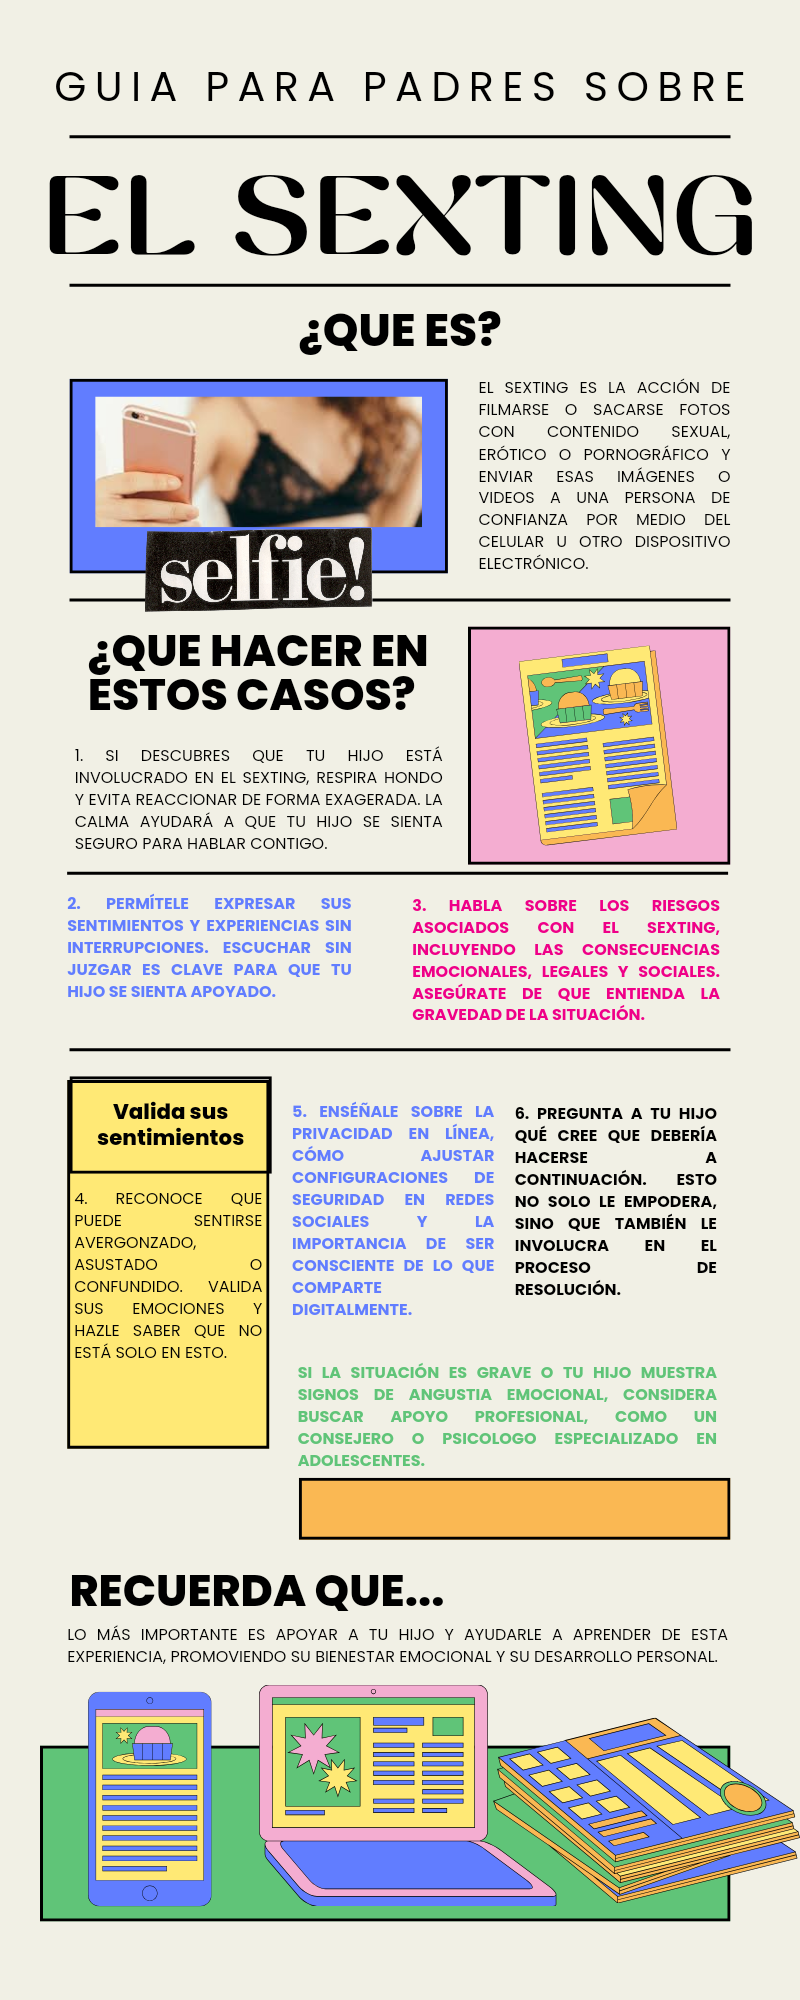 GUIA PARA PADRES SOBRE
EL SEXTING
¿QUE ES?
EL SEXTING ES LA ACCIÓN DE
FILMARSE O SACARSE FOTOS
CON CONTENIDO SEXUAL,
ERÓTICO O PORNOGRÁFICO Y
ENVIAR ESAS IMÁGENES O
VIDEOS A UNA PERSONA DE
CONFIANZA POR MEDIO DEL
CELULAR U OTRO DISPOSITIVO
ELECTRÓNICO.
selfie!
¿QUE HACER EN
ESTOS CASOS?
1. SI DESCUBRES QUE TU HIJO ESTÁ
INVOLUCRADO EN EL SEXTING, RESPIRA HONDO
Y EVITA REACCIONAR DE FORMA EXAGERADA. LA
CALMA AYUDARÁ A QUE TU HIJO SE SIENTA
SEGURO PARA HABLAR CONTIGO.
2. PERMÍTELE EXPRESAR SUS
SENTIMIENTOS Y EXPERIENCIAS SIN
INTERRUPCIONES. ESCUCHAR SIN
JUZGAR ES CLAVE PARA QUE TU
HIJO SE SIENTA APOYADO.
3. HABLA SOBRE LOS RIESGOS
ASOCIADOS CON EL SEXTING,
INCLUYENDO LAS CONSECUENCIAS
EMOCIONALES, LEGALES Y SOCIALES.
ASEGÚRATE DE QUE ENTIENDA LA
GRAVEDAD DE LA SITUACIÓN.
Valida sus
sentimientos
4. RECONOCE QUE
PUEDE SENTIRSE
AVERGONZADO,
ASUSTADO O
CONFUNDIDO. VALIDA
SUS EMOCIONES Y
HAZLE SABER QUE NO
ESTÁ SOLO EN ESTO.
5. ENSÉÑALE SOBRE LA
PRIVACIDAD EN LÍNEA,
CÓMO AJUSTAR
CONFIGURACIONES DE
SEGURIDAD EN REDES
SOCIALES Y LA
IMPORTANCIA DE SER
CONSCIENTE DE LO QUE
COMPARTE
DIGITALMENTE.
6. PREGUNTA A TU HIJO
QUÉ CREE QUE DEBERÍA
HACERSE A
CONTINUACIÓN. ESTO
NO SOLO LE EMPODERA,
SINO QUE TAMBIÉN LE
INVOLUCRA EN EL
PROCESO DE
RESOLUCIÓN.
SI LA SITUACIÓN ES GRAVE O TU HIJO MUESTRA
SIGNOS DE ANGUSTIA EMOCIONAL, CONSIDERA
BUSCAR APOYO PROFESIONAL, COMO UN
CONSEJERO O PSICOLOGO ESPECIALIZADO EN
ADOLESCENTES.
RECUERDA QUE...
LO MÁS IMPORTANTE ES APOYAR A TU HIJO Y AYUDARLE A APRENDER DE ESTA
EXPERIENCIA, PROMOVIENDO SU BIENESTAR EMOCIONAL Y SU DESARROLLO PERSONAL.